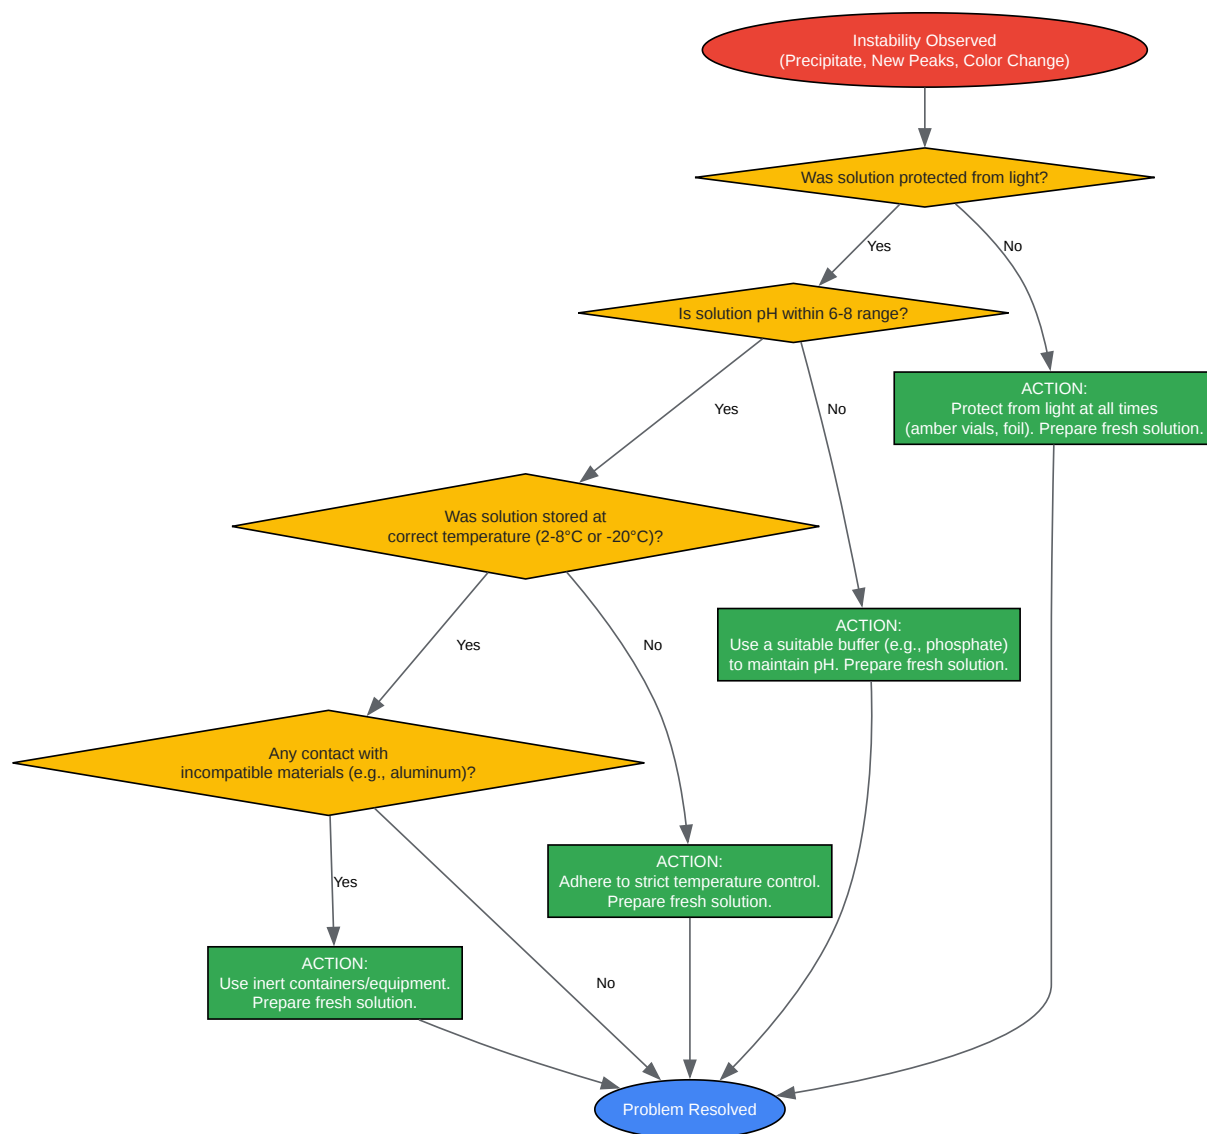 Instability Observed
(Precipitate, New Peaks, Color Change)
Was solution protected from light?
Yes
No
Is solution pH within 6-8 range?
Yes
No
ACTION:
Protect from light at all times
(amber vials, foil). Prepare fresh solution.
Was solution stored at
correct temperature (2-8°C or -20°C)?
Yes
No
ACTION:
Use a suitable buffer (e.g., phosphate)
to maintain pH. Prepare fresh solution.
Any contact with
incompatible materials (e.g., aluminum)?
Yes
No
ACTION:
Adhere to strict temperature control.
Prepare fresh solution.
ACTION:
Use inert containers/equipment.
Prepare fresh solution.
Problem Resolved